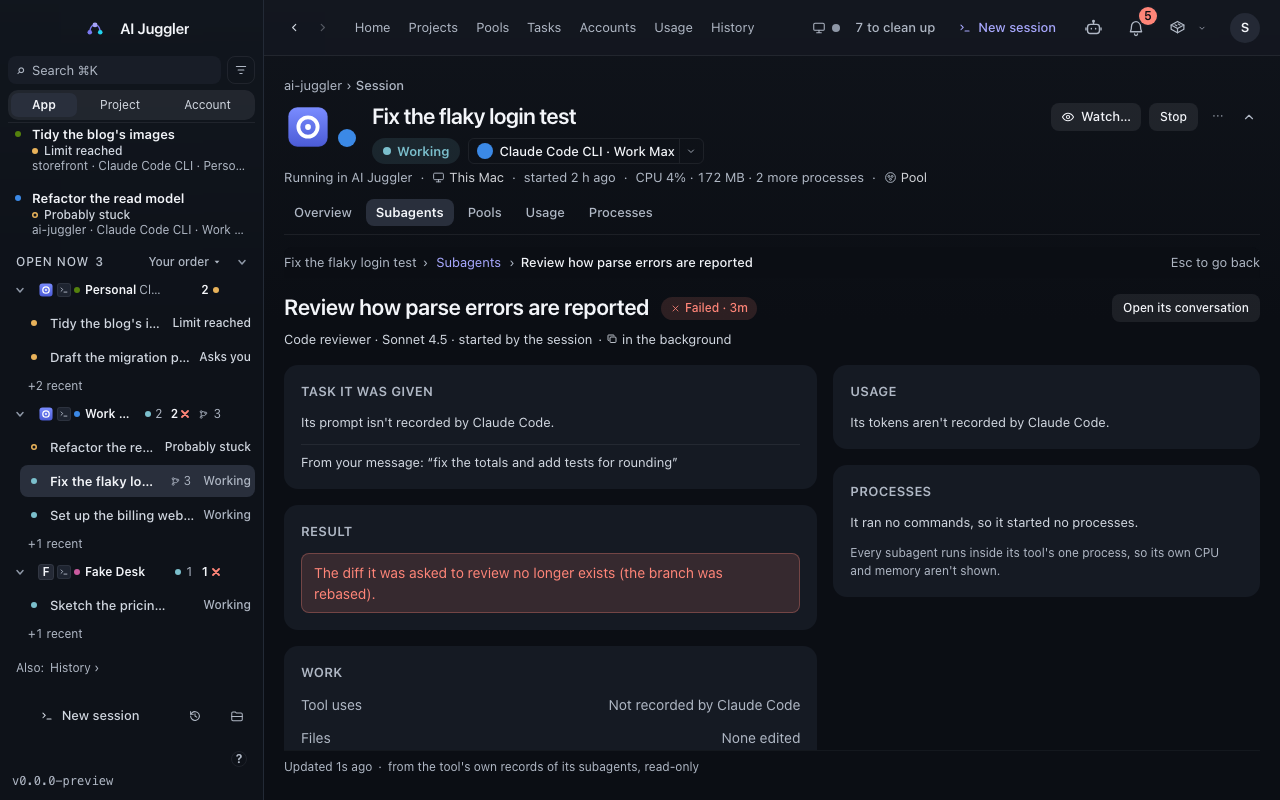 AI Juggler
Search ⌘K
App Project Account
Tidy the blog's images
Limit reached
storefront · Claude Code CLI · Perso...
Refactor the read model
Probably stuck
ai-juggler · Claude Code CLI · Work ...
OPEN NOW 3 Your order
Personal Cl... 2
Tidy the blog's i... Limit reached
Draft the migration p... Asks you
+2 recent
Work ... 2 2 3
Refactor the re... Probably stuck
Fix the flaky lo... 3 Working
Set up the billing web... Working
+1 recent
F Fake Desk 1 1
Sketch the pricin... Working
+1 recent
Also: History ›
New session
?
v0.0.0-preview
Home Projects Pools Tasks Accounts Usage History
7 to clean up New session 5 S
ai-juggler › Session
Fix the flaky login test
Watch... Stop ...
Working Claude Code CLI · Work Max
Running in AI Juggler · This Mac · started 2 h ago · CPU 4% · 172 MB · 2 more processes · Pool
Overview Subagents Pools Usage Processes
Fix the flaky login test › Subagents › Review how parse errors are reported Esc to go back
Review how parse errors are reported Failed · 3m Open its conversation
Code reviewer · Sonnet 4.5 · started by the session · in the background
TASK IT WAS GIVEN
Its prompt isn't recorded by Claude Code.
From your message: “fix the totals and add tests for rounding”
RESULT
The diff it was asked to review no longer exists (the branch was
rebased).
WORK
Tool uses Not recorded by Claude Code
Files None edited
USAGE
Its tokens aren't recorded by Claude Code.
PROCESSES
It ran no commands, so it started no processes.
Every subagent runs inside its tool's one process, so its own CPU
and memory aren't shown.
Updated 1s ago · from the tool's own records of its subagents, read-only